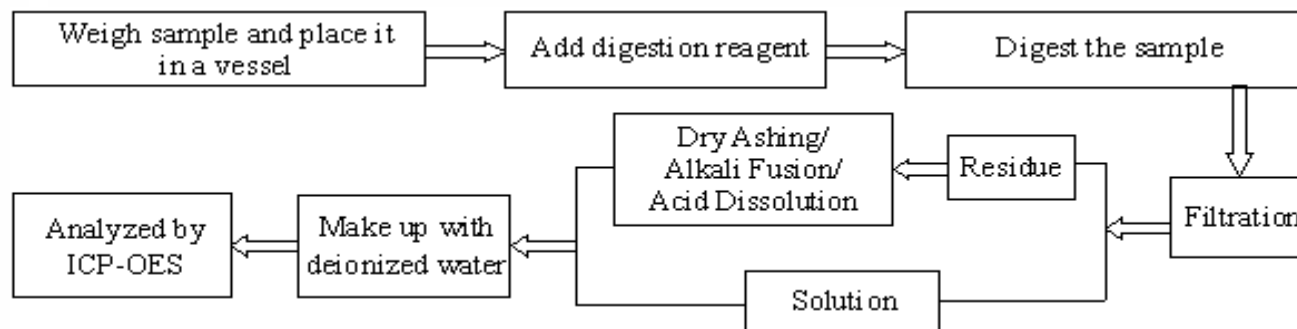 Weigh sample and place it
in a vessel
Add digestion reagent
Digest the sample
Filtration
Residue
Dry Ashing/
Alkali Fusion/
Acid Dissolution
Solution
Make up with
deionized water
Analyzed by
ICP-OES